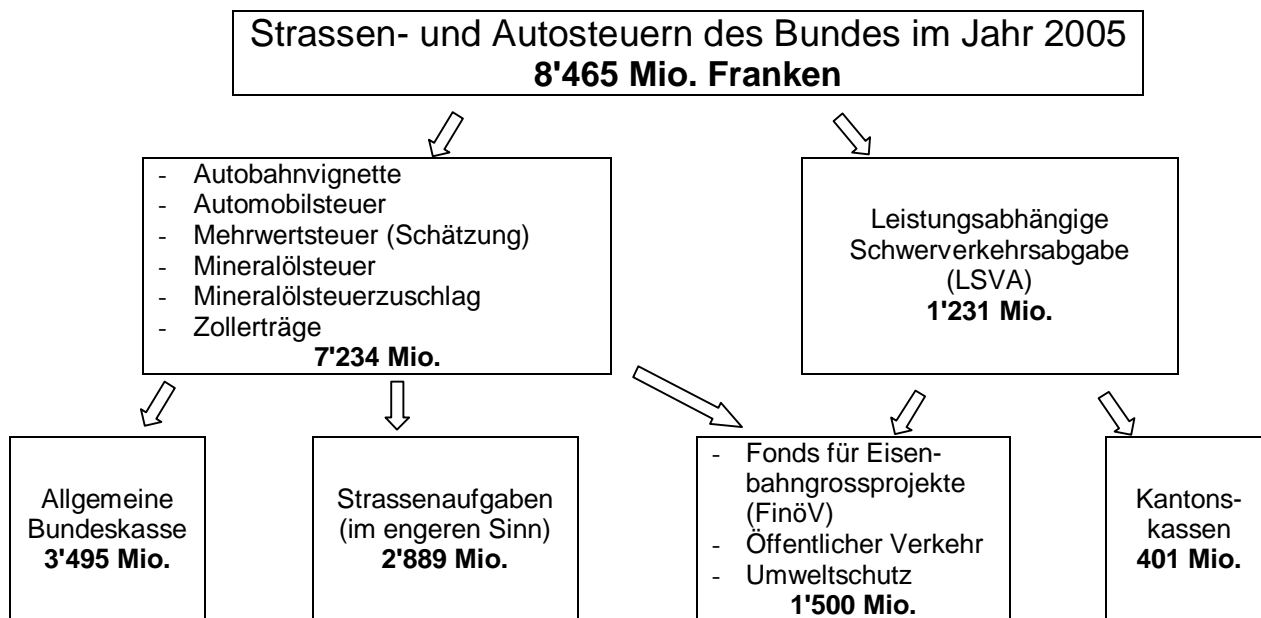 Strassen- und Autosteuern des Bundes im Jahr 2005
8'465 Mio. Franken
- Autobahnvignette
- Automobilsteuer
- Mehrwertsteuer (Schätzung)
- Mineralölsteuer
- Mineralölsteuerzuschlag
- Zollerträge
7'234 Mio.
Leistungsabhängige
Schwerverkehrsabgabe
(LSVA)
1'231 Mio.
Allgemeine
Bundeskasse
3'495 Mio.
Strassenaufgaben
(im engeren Sinn)
2'889 Mio.
- Fonds für Eisen-
bahngrossprojekte
(FinöV)
- Öffentlicher Verkehr
- Umweltschutz
1'500 Mio.
Kantons-
kassen
401 Mio.